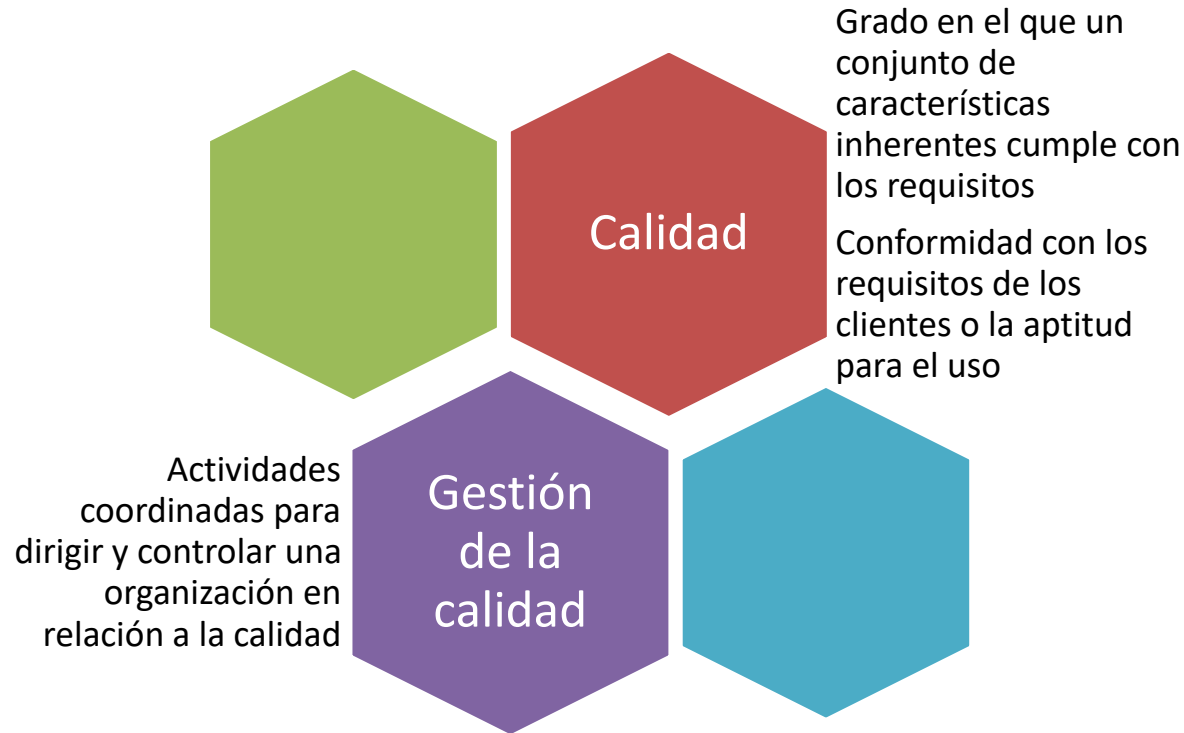 Grado en el que un
conjunto de
características
inherentes cumple con
los requisitos
Calidad
Conformidad con los
requisitos de los
clientes o la aptitud
para el uso
Actividades
coordinadas para
dirigir y controlar una
organización en
relación a la calidad
Gestión
de la
calidad